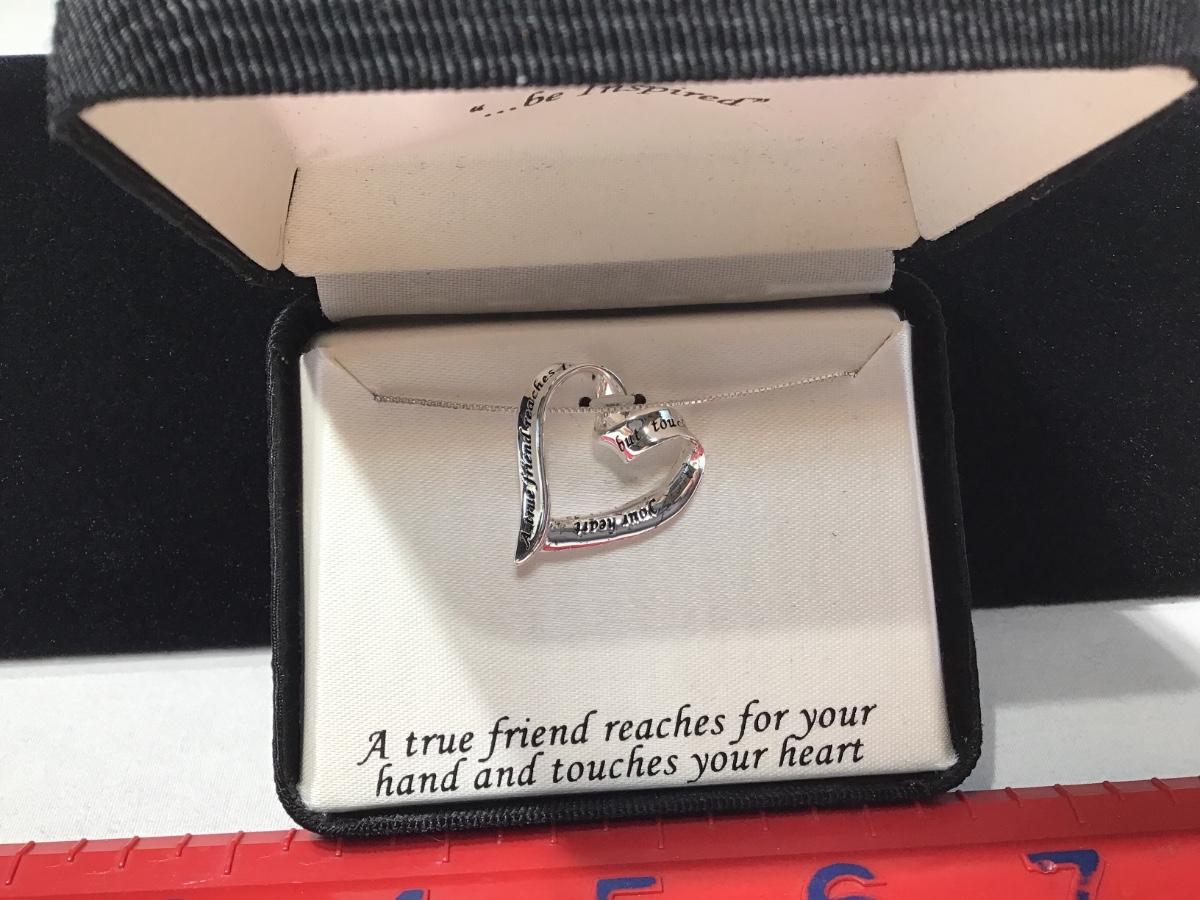 "...be Inspired"
A true friend reaches
but
your heart
A true friend reaches for your
hand and touches your heart
5 6 7